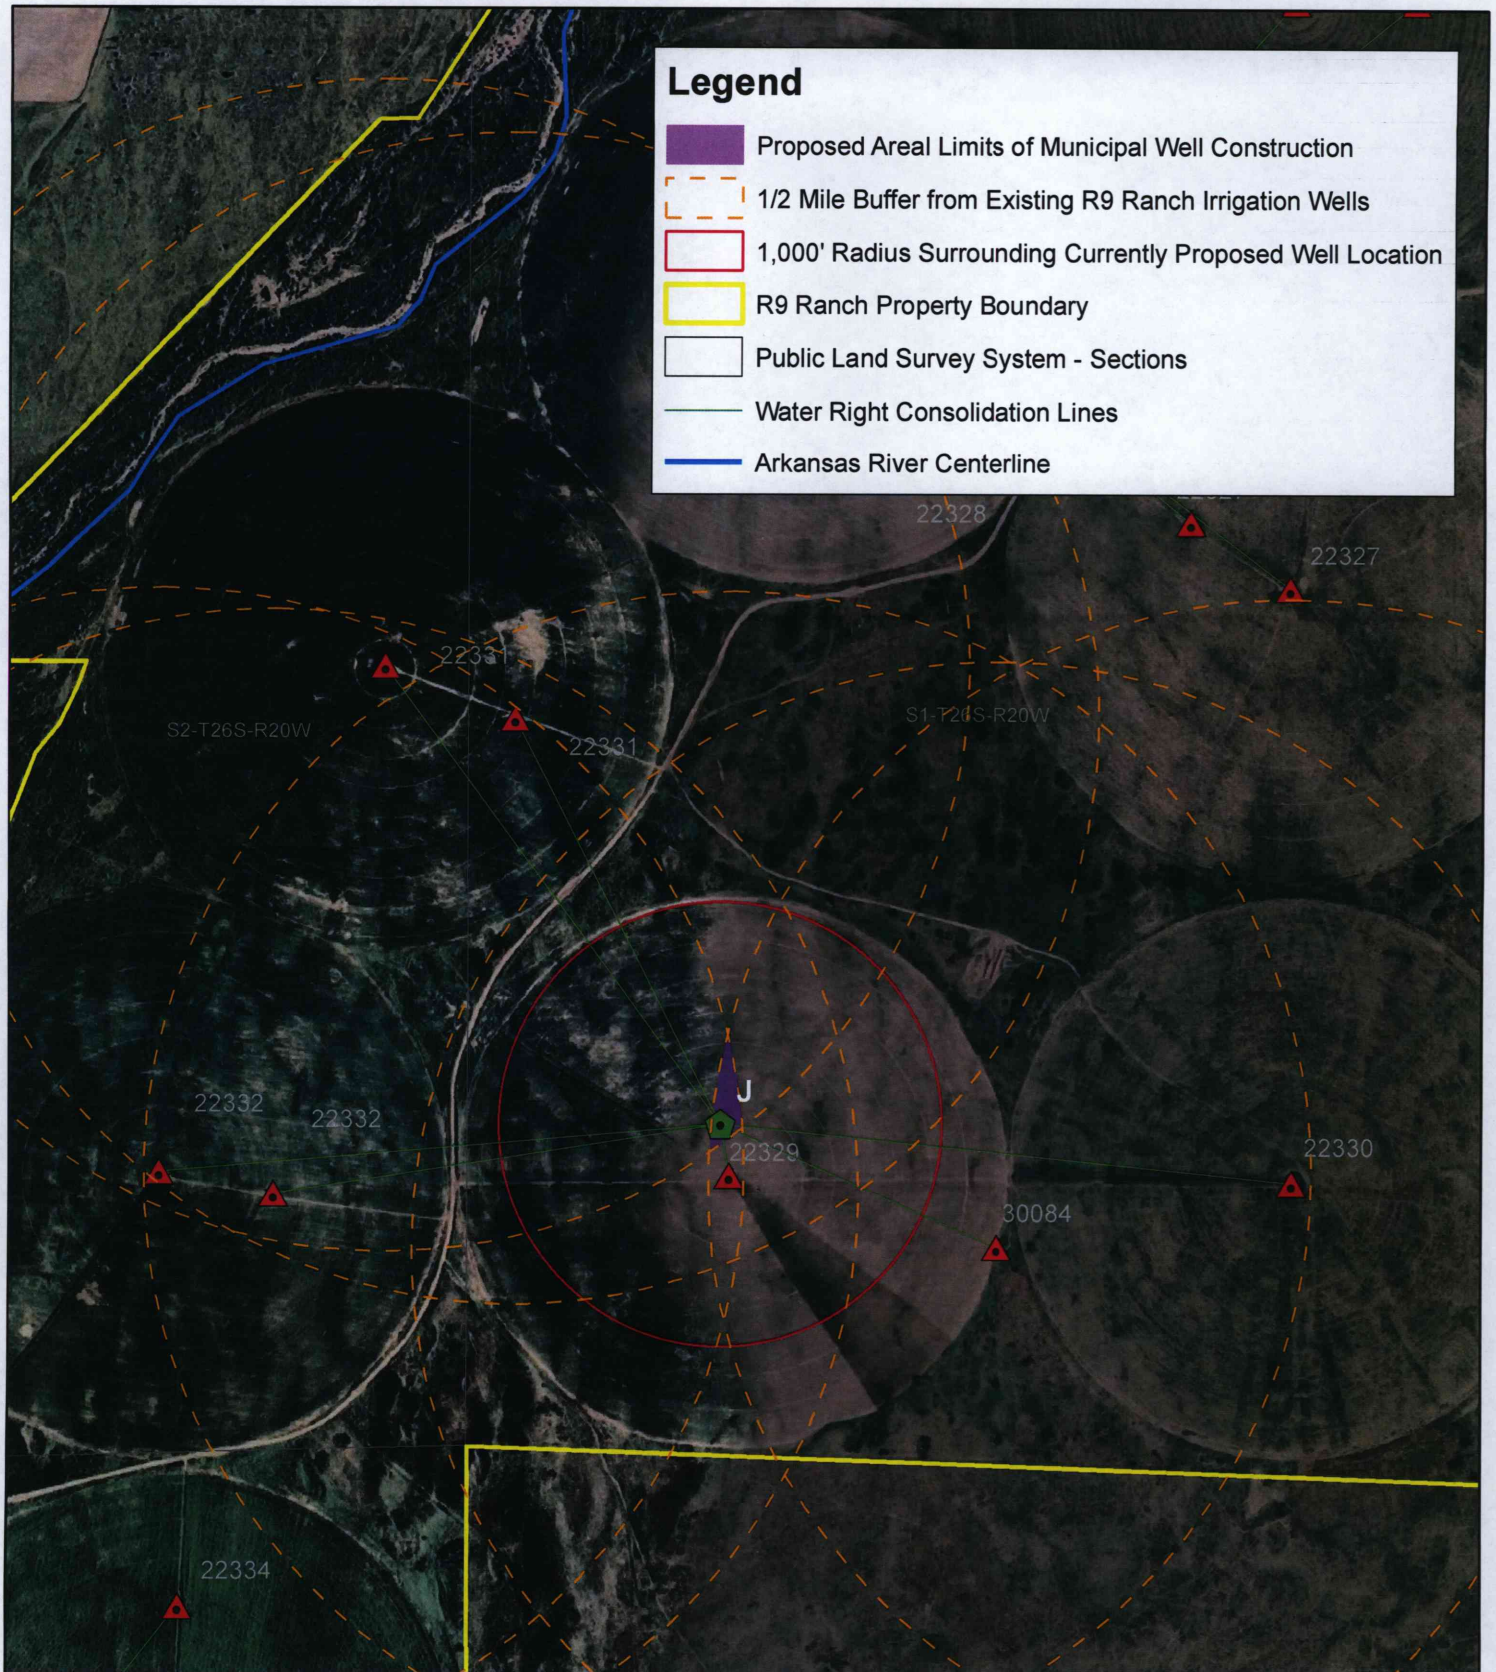 Legend
Proposed Areal Limits of Municipal Well Construction
1/2 Mile Buffer from Existing R9 Ranch Irrigation Wells
1,000' Radius Surrounding Currently Proposed Well Location
R9 Ranch Property Boundary
Public Land Survey System - Sections
Water Right Consolidation Lines
Arkansas River Centerline
22328
22327
22331
S2-T26S-R20W
S1-T26S-R20W
22331
J
22332
22332
22329
22330
30084
22334